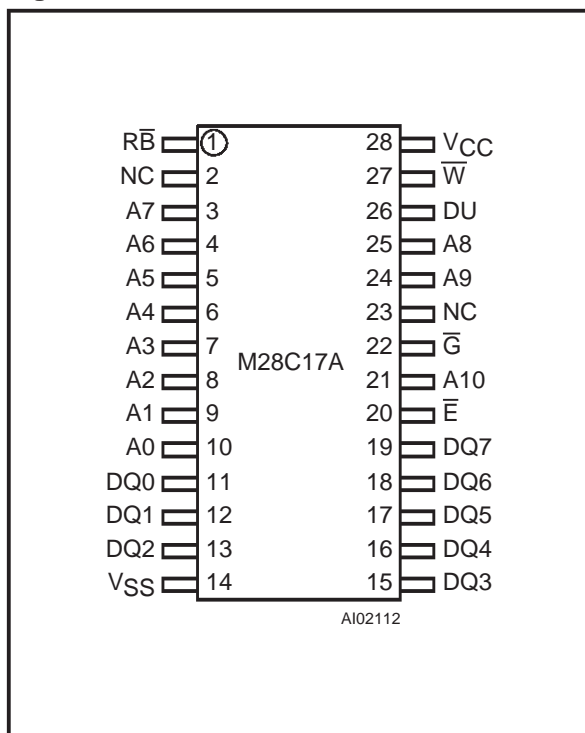 RB̅ 1 28 VCC
NC 2 27 W̅
A7 3 26 DU
A6 4 25 A8
A5 5 24 A9
A4 6 23 NC
A3 7 22 G̅
M28C17A
A2 8 21 A10
A1 9 20 E̅
A0 10 19 DQ7
DQ0 11 18 DQ6
DQ1 12 17 DQ5
DQ2 13 16 DQ4
VSS 14 15 DQ3
AI02112